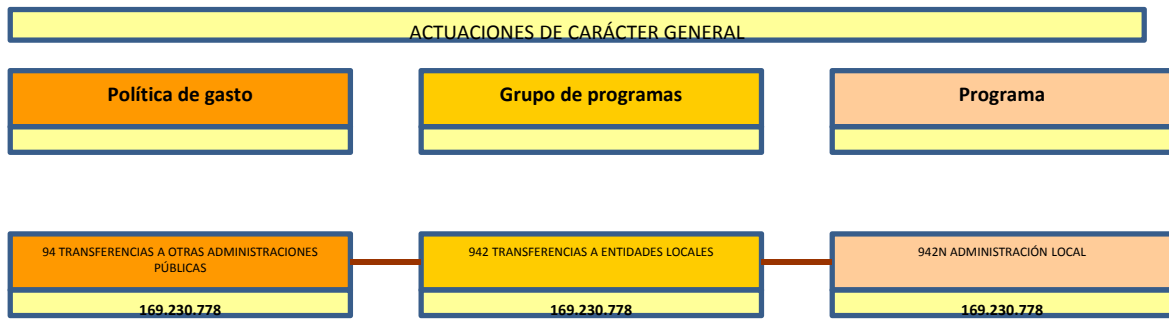 ACTUACIONES DE CARÁCTER GENERAL
Política de gasto
Grupo de programas
Programa
94 TRANSFERENCIAS A OTRAS ADMINISTRACIONES
PÚBLICAS
942 TRANSFERENCIAS A ENTIDADES LOCALES
942N ADMINISTRACIÓN LOCAL
169.230.778
169.230.778
169.230.778